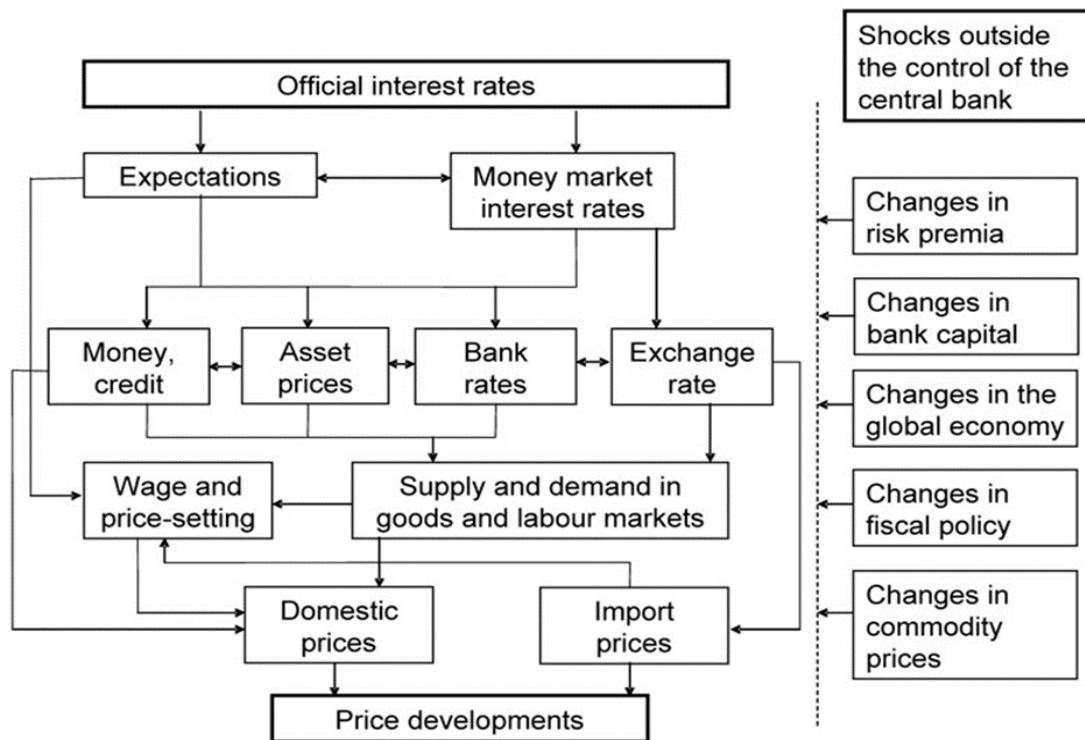 Shocks outside
the control of the
central bank
Official interest rates
Expectations
Money market
interest rates
Changes in
risk premia
Changes in
bank capital
Money,
credit
Asset
prices
Bank
rates
Exchange
rate
Changes in the
global economy
Wage and
price-setting
Supply and demand in
goods and labour markets
Changes in
fiscal policy
Domestic
prices
Import
prices
Changes in
commodity
prices
Price developments